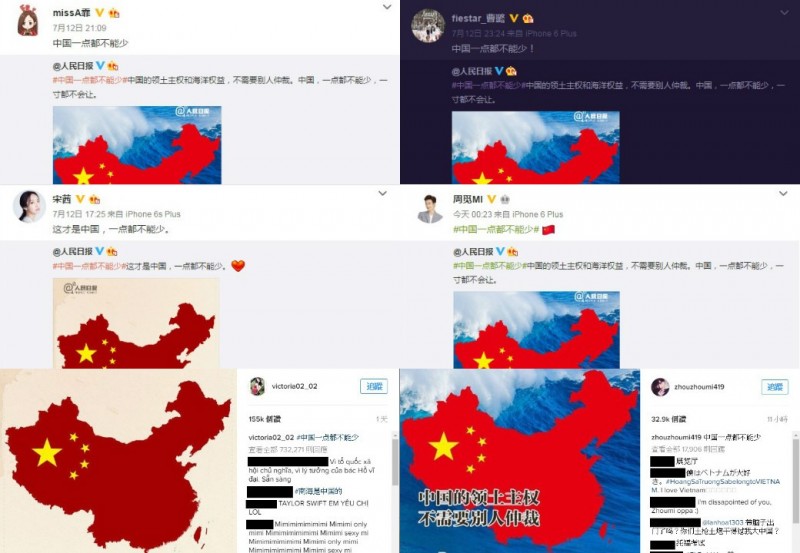 missA霏
7月12日 21:09
中国一点都不能少
@人民日报
#中国一点都不能少#中国的领土主权和海洋权益，不需要别人仲裁。中国，一点都不能少，一
寸都不会让。
@人民日报
fiestar_曹璐
7月12日 23:24 来自 iPhone 6 Plus
中国一点都不能少！
@人民日报
#中国一点都不能少#中国的领土主权和海洋权益，不需要别人仲裁。中国，一点都不能少，
一寸都不会让。
@人民日报
宋茜
7月12日 17:25 来自 iPhone 6s Plus
这才是中国，一点都不能少。
@人民日报
#中国一点都不能少#这才是中国，一点都不能少。
@人民日报
周觅MI
今天 00:23 来自 iPhone 6 Plus
#中国一点都不能少#
@人民日报
#中国一点都不能少#中国的领土主权和海洋权益，不需要别人仲裁。中国，一点都不能少，
一寸都不会让。
@人民日报
victoria02_02
追蹤
155k 個讚
1天
victoria02_02 #中国一点都不能少
查看全部 732,271 則回應
Vì tổ quốc xã
hội chủ nghĩa, vì lý tưởng của bác Hồ vĩ
đại. Sẵn sàng
#南海是中国的
TAYLOR SWIFT EM YÊU CHỊ
LOL
Mimimimimimimi Mimimi only
mimi Mimimimimimimi sexy mi
mimimi Mimimimi Mimimi only
mimi Mimimimimimimi sexy mi
中国的领土主权
不需要别人仲裁
zhouzhoumi419
追蹤
32.9k 個讚
11小時
zhouzhoumi419 中国一点都不能少
查看全部 17,906 則回應
展览厅
僕はベトナムが大好
き。#HoangSaTruongSabelongtoVIETNA
M. I love Vietnam
I'm dissapointed of you,
Zhoumi oppa :)
@lanhoa1303 带脑子出
门了吗？你们土枪土炮干得过我大中国？
托福考试